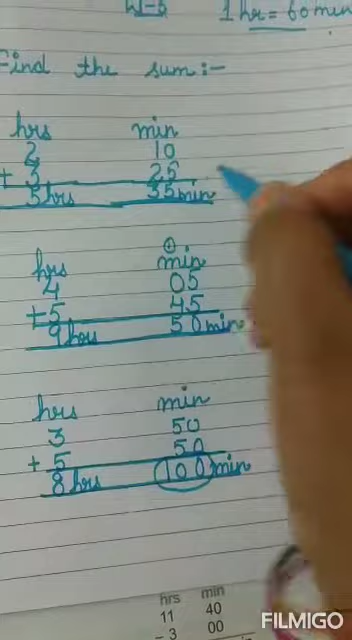 1 hr = 60 min
Find the sum:-
hrs min
2 10
+ 3 25
5 hrs 35 min
hrs min
4 05
+ 5 45
9 hrs 50 min
hrs min
3 50
+ 5 50
8 hrs 100 min
hrs min
11 40
- 3 00
FILMIGO